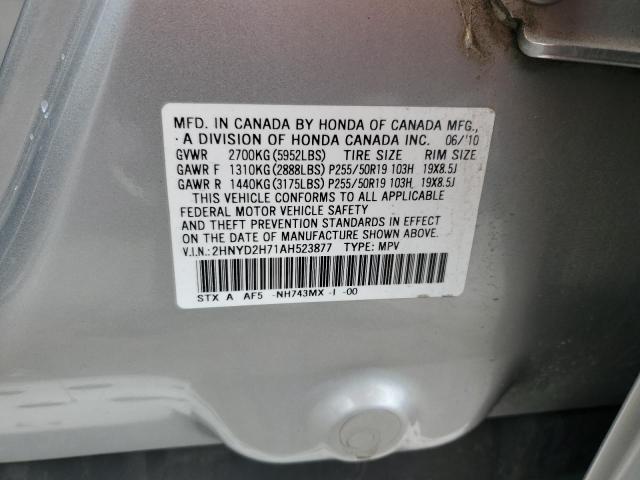 MFD. IN CANADA BY HONDA OF CANADA MFG.,
A DIVISION OF HONDA CANADA INC. 06/'10
GVWR 2700KG(5952LBS) TIRE SIZE RIM SIZE
GAWR F 1310KG(2888LBS) P255/50R19 103H 19X8.5J
GAWR R 1440KG(3175LBS) P255/50R19 103H 19X8.5J
THIS VEHICLE CONFORMS TO ALL APPLICABLE
FEDERAL MOTOR VEHICLE SAFETY
AND THEFT PREVENTION STANDARDS IN EFFECT
ON THE DATE OF MANUFACTURE SHOWN ABOVE.
V.I.N.: 2HNYD2H71AH523877 TYPE: MPV
STX A AF5 -NH743MX -I -00